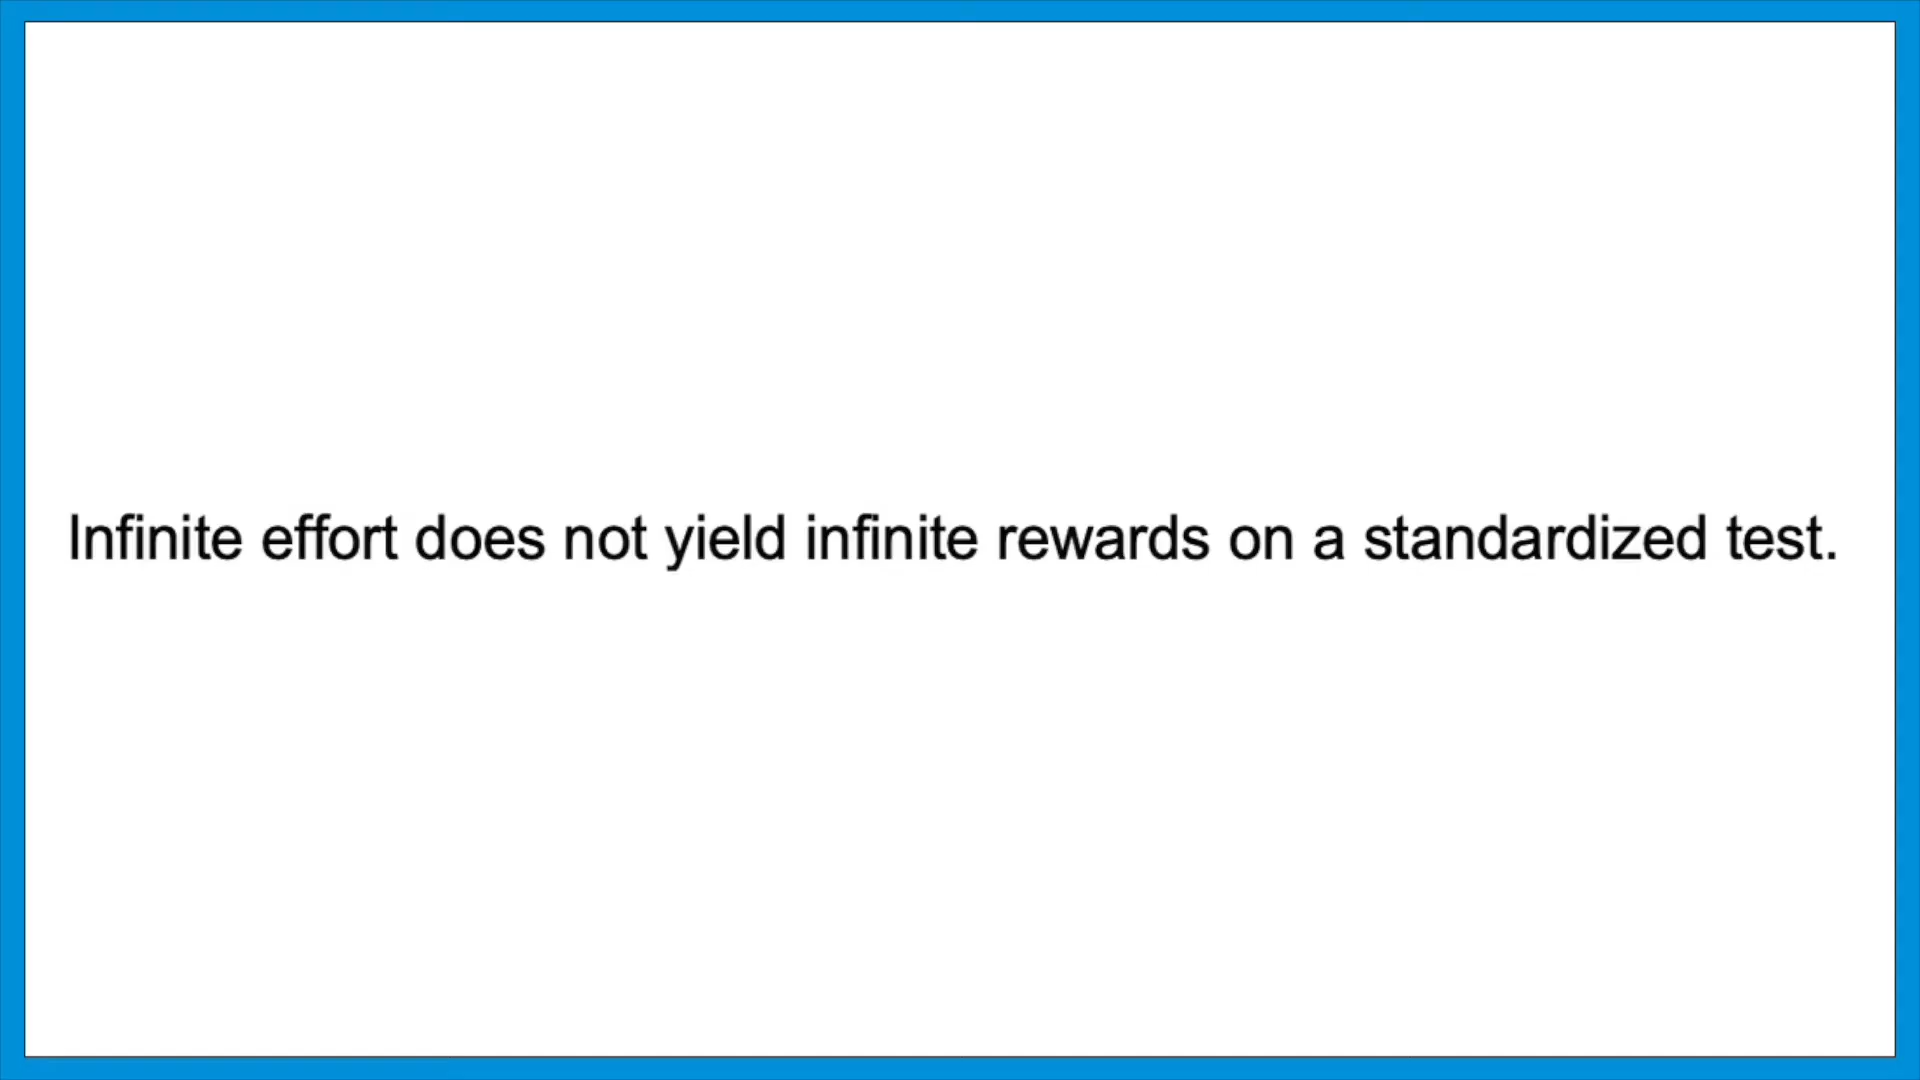 Infinite effort does not yield infinite rewards on a standardized test.